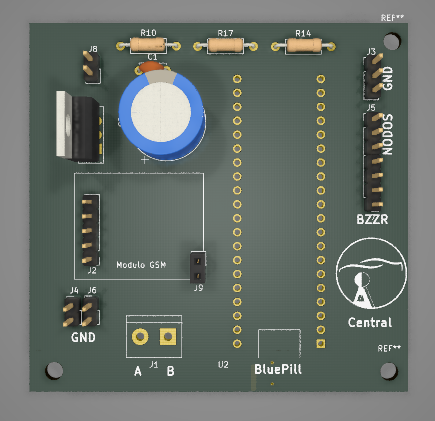 REF**
R10
R17
R14
J8
C1
J3
GND
J5
NODOS
BZZR
J2
Modulo GSM
J9
J4
J6
GND
Central
REF**
J1
U2
A
B
BluePill